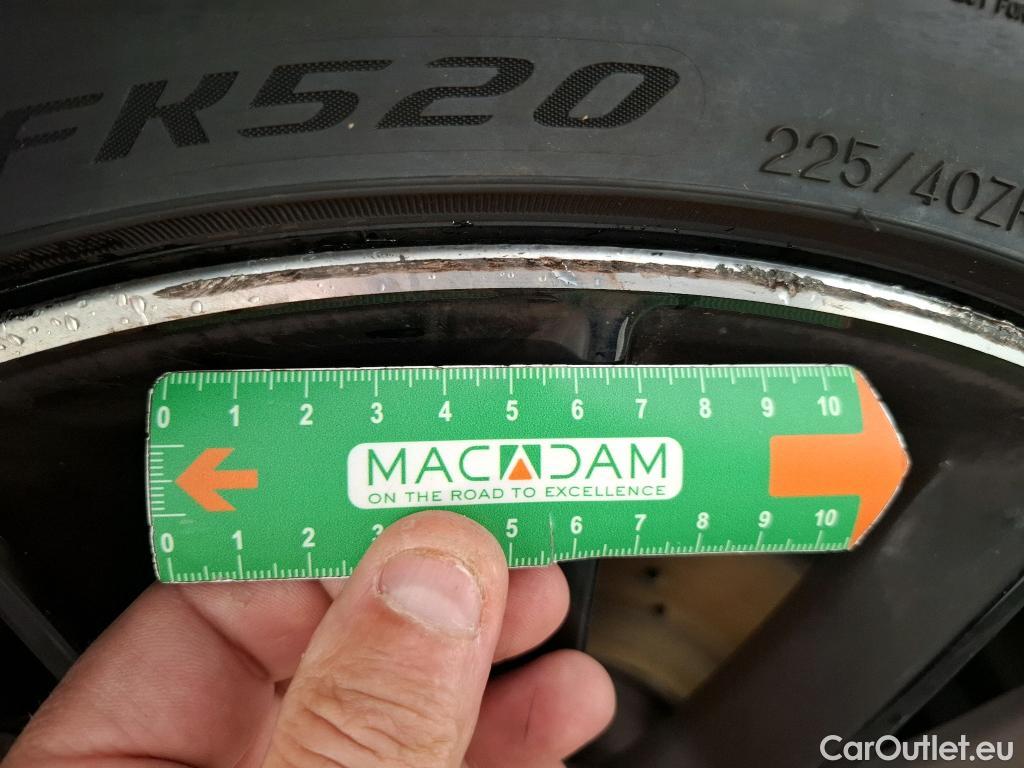 FK520
225/40ZR
0 1 2 3 4 5 6 7 8 9 10
MACADAM
ON THE ROAD TO EXCELLENCE
0 1 2 3 5 6 7 8 9 10
CarOutlet.eu